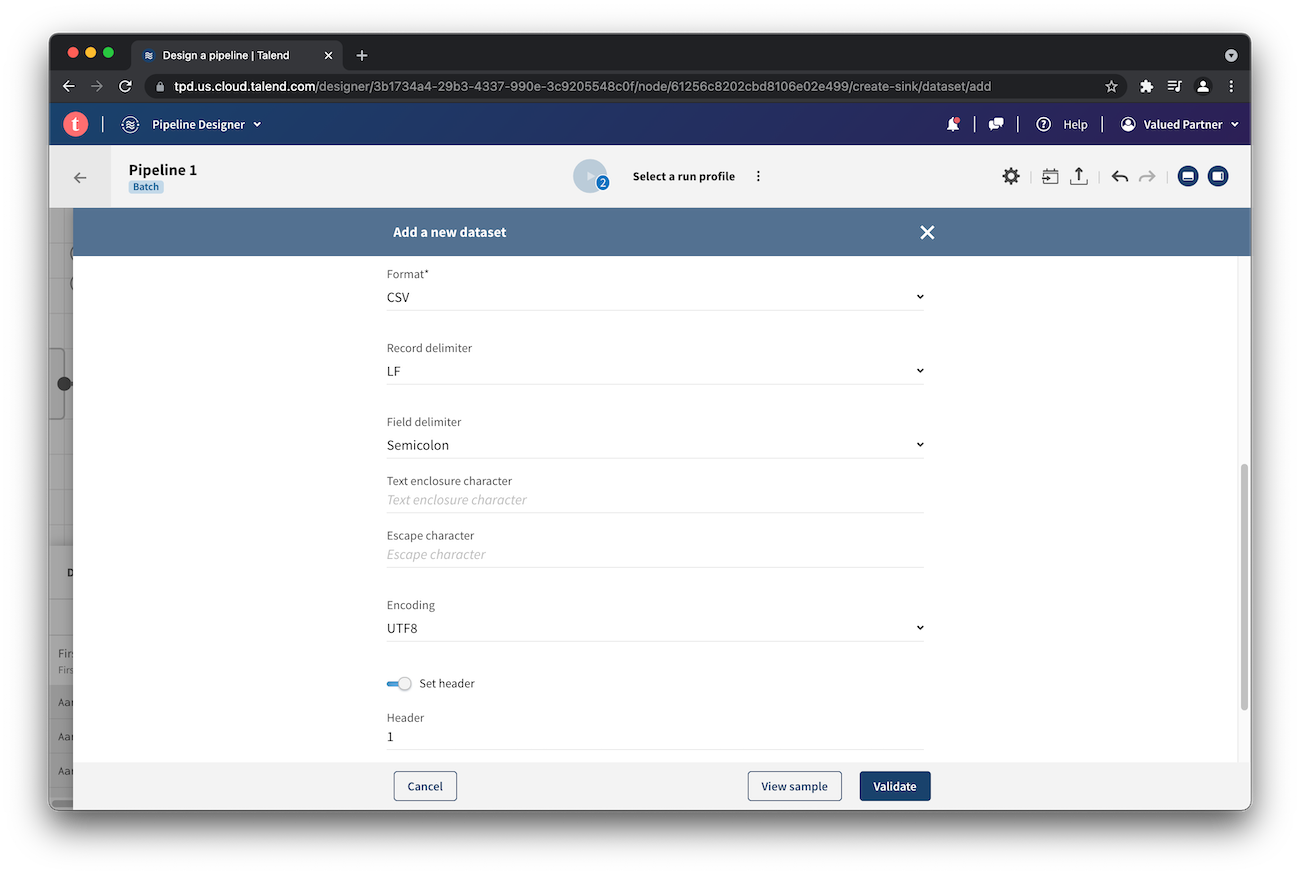 Design a pipeline | Talend
tpd.us.cloud.talend.com/designer/3b1734a4-29b3-4337-990e-3c9205548c0f/node/61256c8202cbd8106e02e499/create-sink/dataset/add
t
Pipeline Designer
Help
Valued Partner
Pipeline 1
Batch
2
Select a run profile
Add a new dataset
Format*
CSV
Record delimiter
LF
Field delimiter
Semicolon
Text enclosure character
Text enclosure character
Escape character
Escape character
Encoding
UTF8
Set header
Header
1
Cancel
View sample
Validate